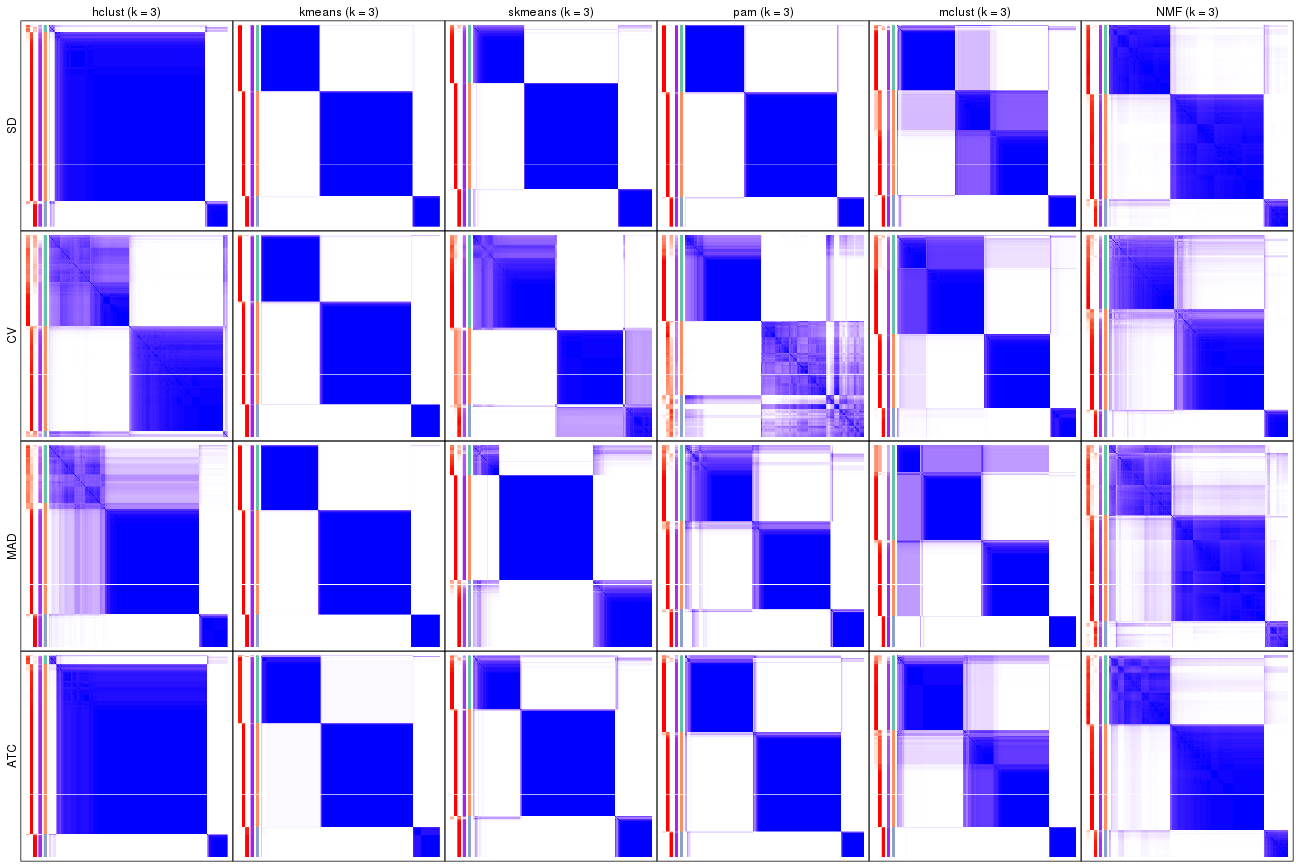 hclust (k = 3) kmeans (k = 3) skmeans (k = 3) pam (k = 3) mclust (k = 3) NMF (k = 3)
SD
CV
MAD
ATC